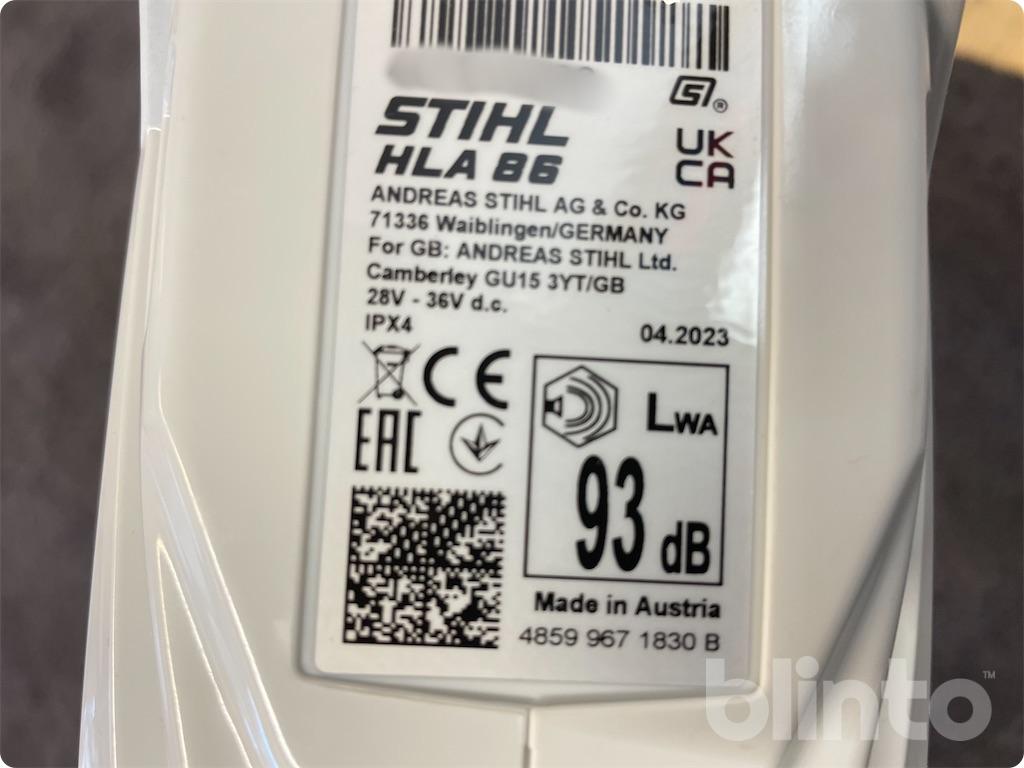 STIHL
HLA 86
®
UK
CA
ANDREAS STIHL AG & Co. KG
71336 Waiblingen/GERMANY
For GB: ANDREAS STIHL Ltd.
Camberley GU15 3YT/GB
28V - 36V d.c.
IPX4
04.2023
CE
EAC
LWA
93 dB
Made in Austria
4859 967 1830 B
blinto™